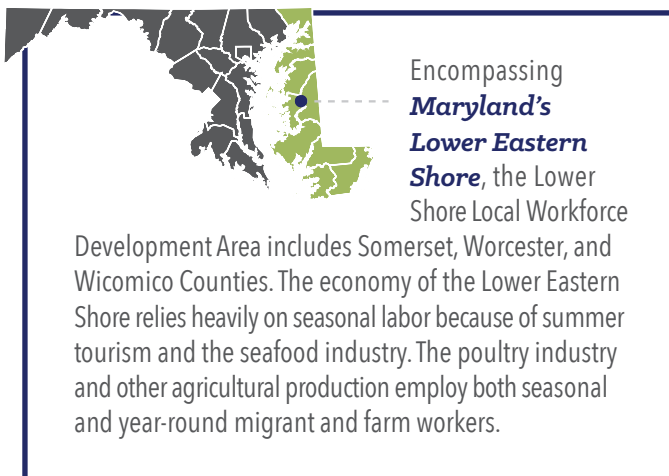 Encompassing
Maryland's
Lower Eastern
Shore, the Lower
Shore Local Workforce
Development Area includes Somerset, Worcester, and
Wicomico Counties. The economy of the Lower Eastern
Shore relies heavily on seasonal labor because of summer
tourism and the seafood industry. The poultry industry
and other agricultural production employ both seasonal
and year-round migrant and farm workers.